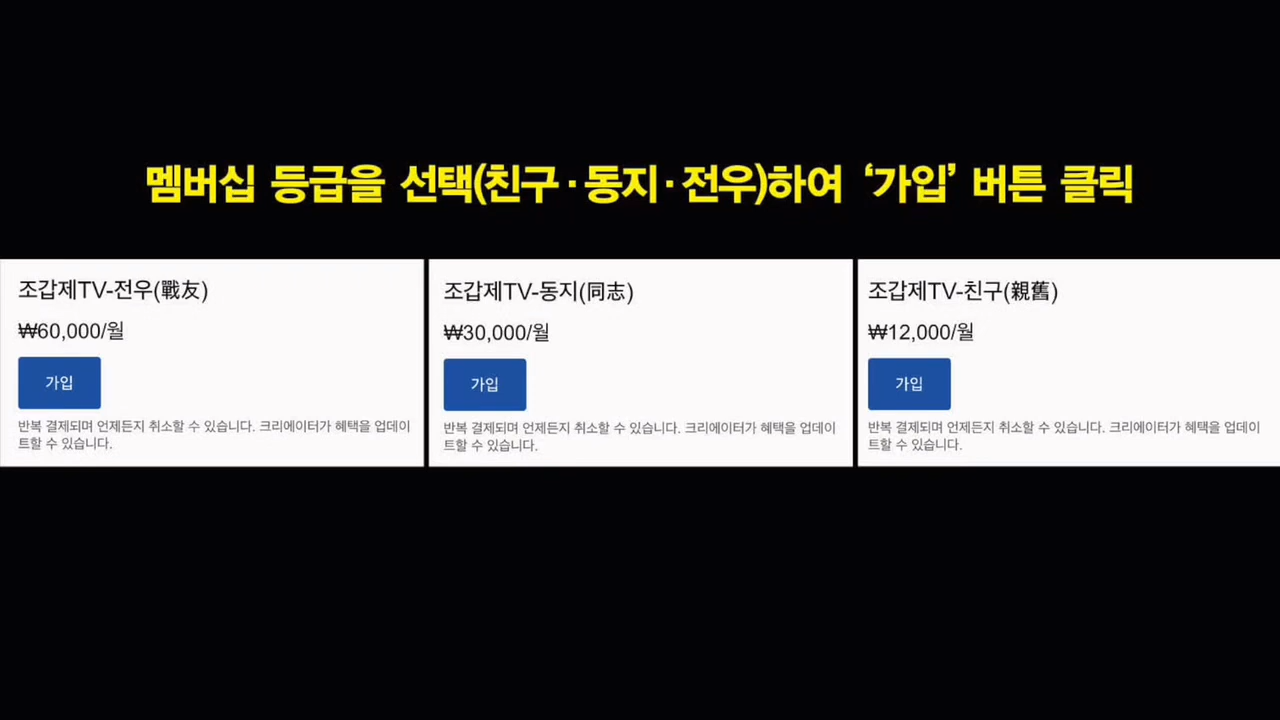 멤버십 등급을 선택(친구·동지·전우)하여 ‘가입’ 버튼 클릭
조갑제TV-전우(戰友)
₩60,000/월
가입
반복 결제되며 언제든지 취소할 수 있습니다. 크리에이터가 혜택을 업데이
트할 수 있습니다.
조갑제TV-동지(同志)
₩30,000/월
가입
반복 결제되며 언제든지 취소할 수 있습니다. 크리에이터가 혜택을 업데이
트할 수 있습니다.
조갑제TV-친구(親舊)
₩12,000/월
가입
반복 결제되며 언제든지 취소할 수 있습니다. 크리에이터가 혜택을 업데이
트할 수 있습니다.